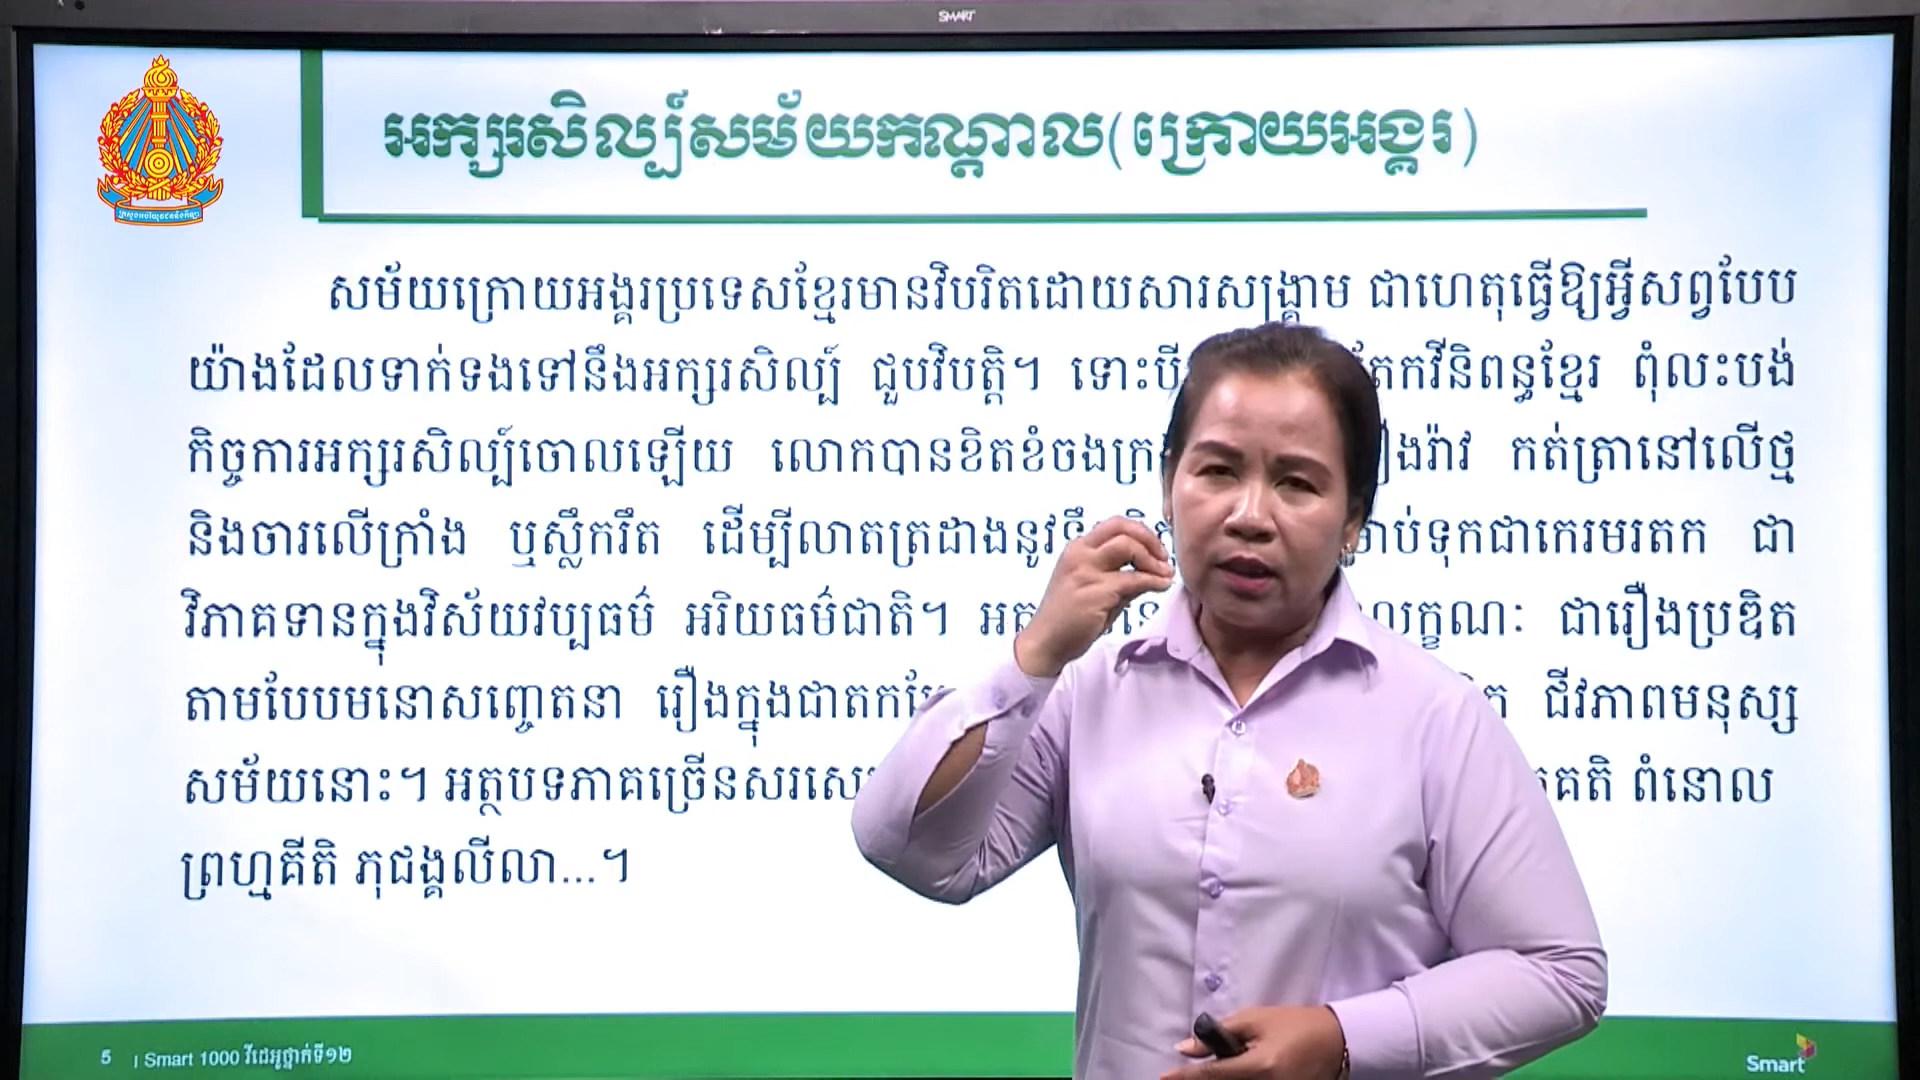 SMART
អក្សរសិល្ប៍សម័យកណ្ដាល(ក្រោយអង្គរ)
សម័យក្រោយអង្គរប្រទេសខ្មែរមានវិបរិតដោយសារសង្គ្រាម ជាហេតុធ្វើឱ្យអ្វីសព្វបែប
យ៉ាងដែលទាក់ទងទៅនឹងអក្សរសិល្ប៍ ជួបវិបត្តិ។ ទោះបី តែកវីនិពន្ធខ្មែរ ពុំលះបង់
កិច្ចការអក្សរសិល្ប៍ចោលឡើយ លោកបានខិតខំចងក្រង រឿងរ៉ាវ កត់ត្រានៅលើថ្ម
និងចារលើក្រាំង ឬស្លឹករឹត ដើម្បីលាតត្រដាងនូវ ទុកជាកេរមរតក ជា
វិភាគទានក្នុងវិស័យវប្បធម៌ អរិយធម៌ជាតិ។ លក្ខណៈ ជារឿងប្រឌិត
តាមបែបមនោសញ្ចេតនា រឿងក្នុងជាតក ជីវភាពមនុស្ស
សម័យនោះ។ អត្ថបទភាគច្រើនសរសេរ គតិ ពំនោល
ព្រហ្មគីតិ ភុជង្គលីលា...។
5 | Smart 1000 វីដេអូថ្នាក់ទី១២
Smart